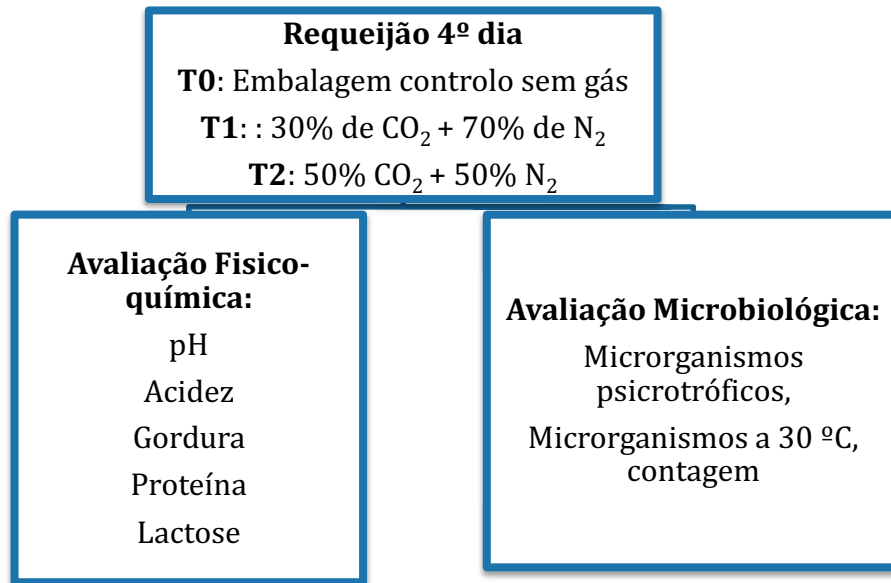 Requeijão 4º dia
T0: Embalagem controlo sem gás
T1: : 30% de CO₂ + 70% de N₂
T2: 50% CO₂ + 50% N₂
Avaliação Fisico-
química:
pH
Acidez
Gordura
Proteína
Lactose
Avaliação Microbiológica:
Microrganismos
psicrotróficos,
Microrganismos a 30 ºC,
contagem